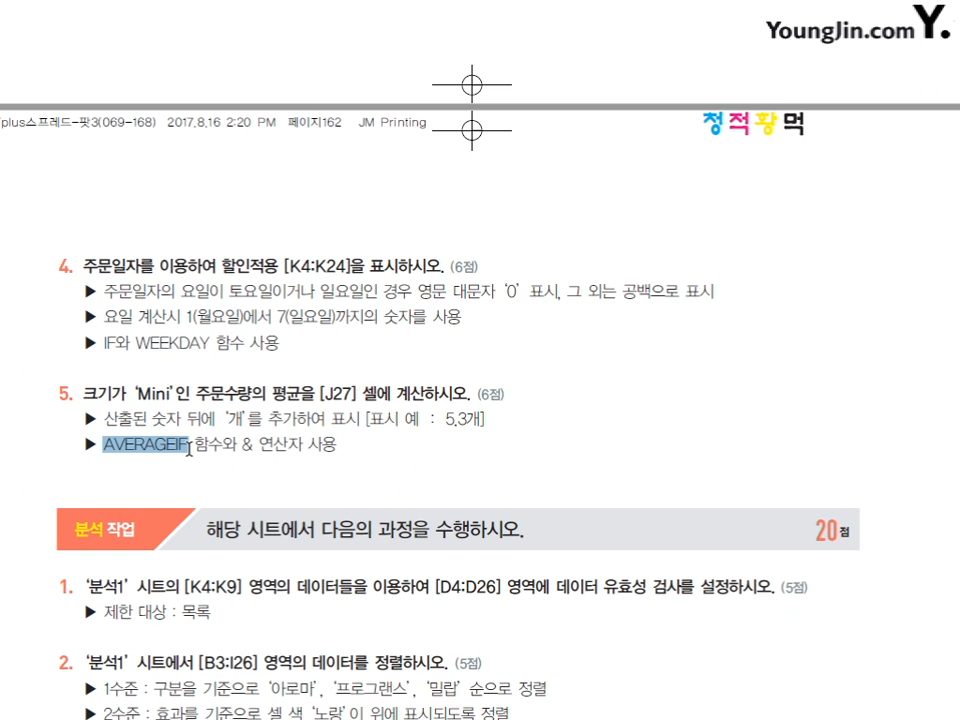 YoungJin.com Y.
plus스프레드-팟3(069-168) 2017.8.16 2:20 PM 페이지162 JM Printing
청적황먹
4. 주문일자를 이용하여 할인적용 [K4:K24]을 표시하시오. (6점)
▶ 주문일자의 요일이 토요일이거나 일요일인 경우 영문 대문자 ‘O’ 표시, 그 외는 공백으로 표시
▶ 요일 계산시 1(월요일)에서 7(일요일)까지의 숫자를 사용
▶ IF와 WEEKDAY 함수 사용
5. 크기가 ‘Mini’인 주문수량의 평균을 [J27] 셀에 계산하시오. (6점)
▶ 산출된 숫자 뒤에 ‘개’를 추가하여 표시 [표시 예 : 5.3개]
▶ AVERAGEIF 함수와 & 연산자 사용
분석작업 해당 시트에서 다음의 과정을 수행하시오. 20점
1. ‘분석1’ 시트의 [K4:K9] 영역의 데이터들을 이용하여 [D4:D26] 영역에 데이터 유효성 검사를 설정하시오. (5점)
▶ 제한 대상 : 목록
2. ‘분석1’ 시트에서 [B3:I26] 영역의 데이터를 정렬하시오. (5점)
▶ 1수준 : 구분을 기준으로 ‘아로마’, ‘프로그랜스’, ‘밀랍’ 순으로 정렬
▶ 2수준 : 효과를 기준으로 셀 색 ‘노랑’이 위에 표시되도록 정렬